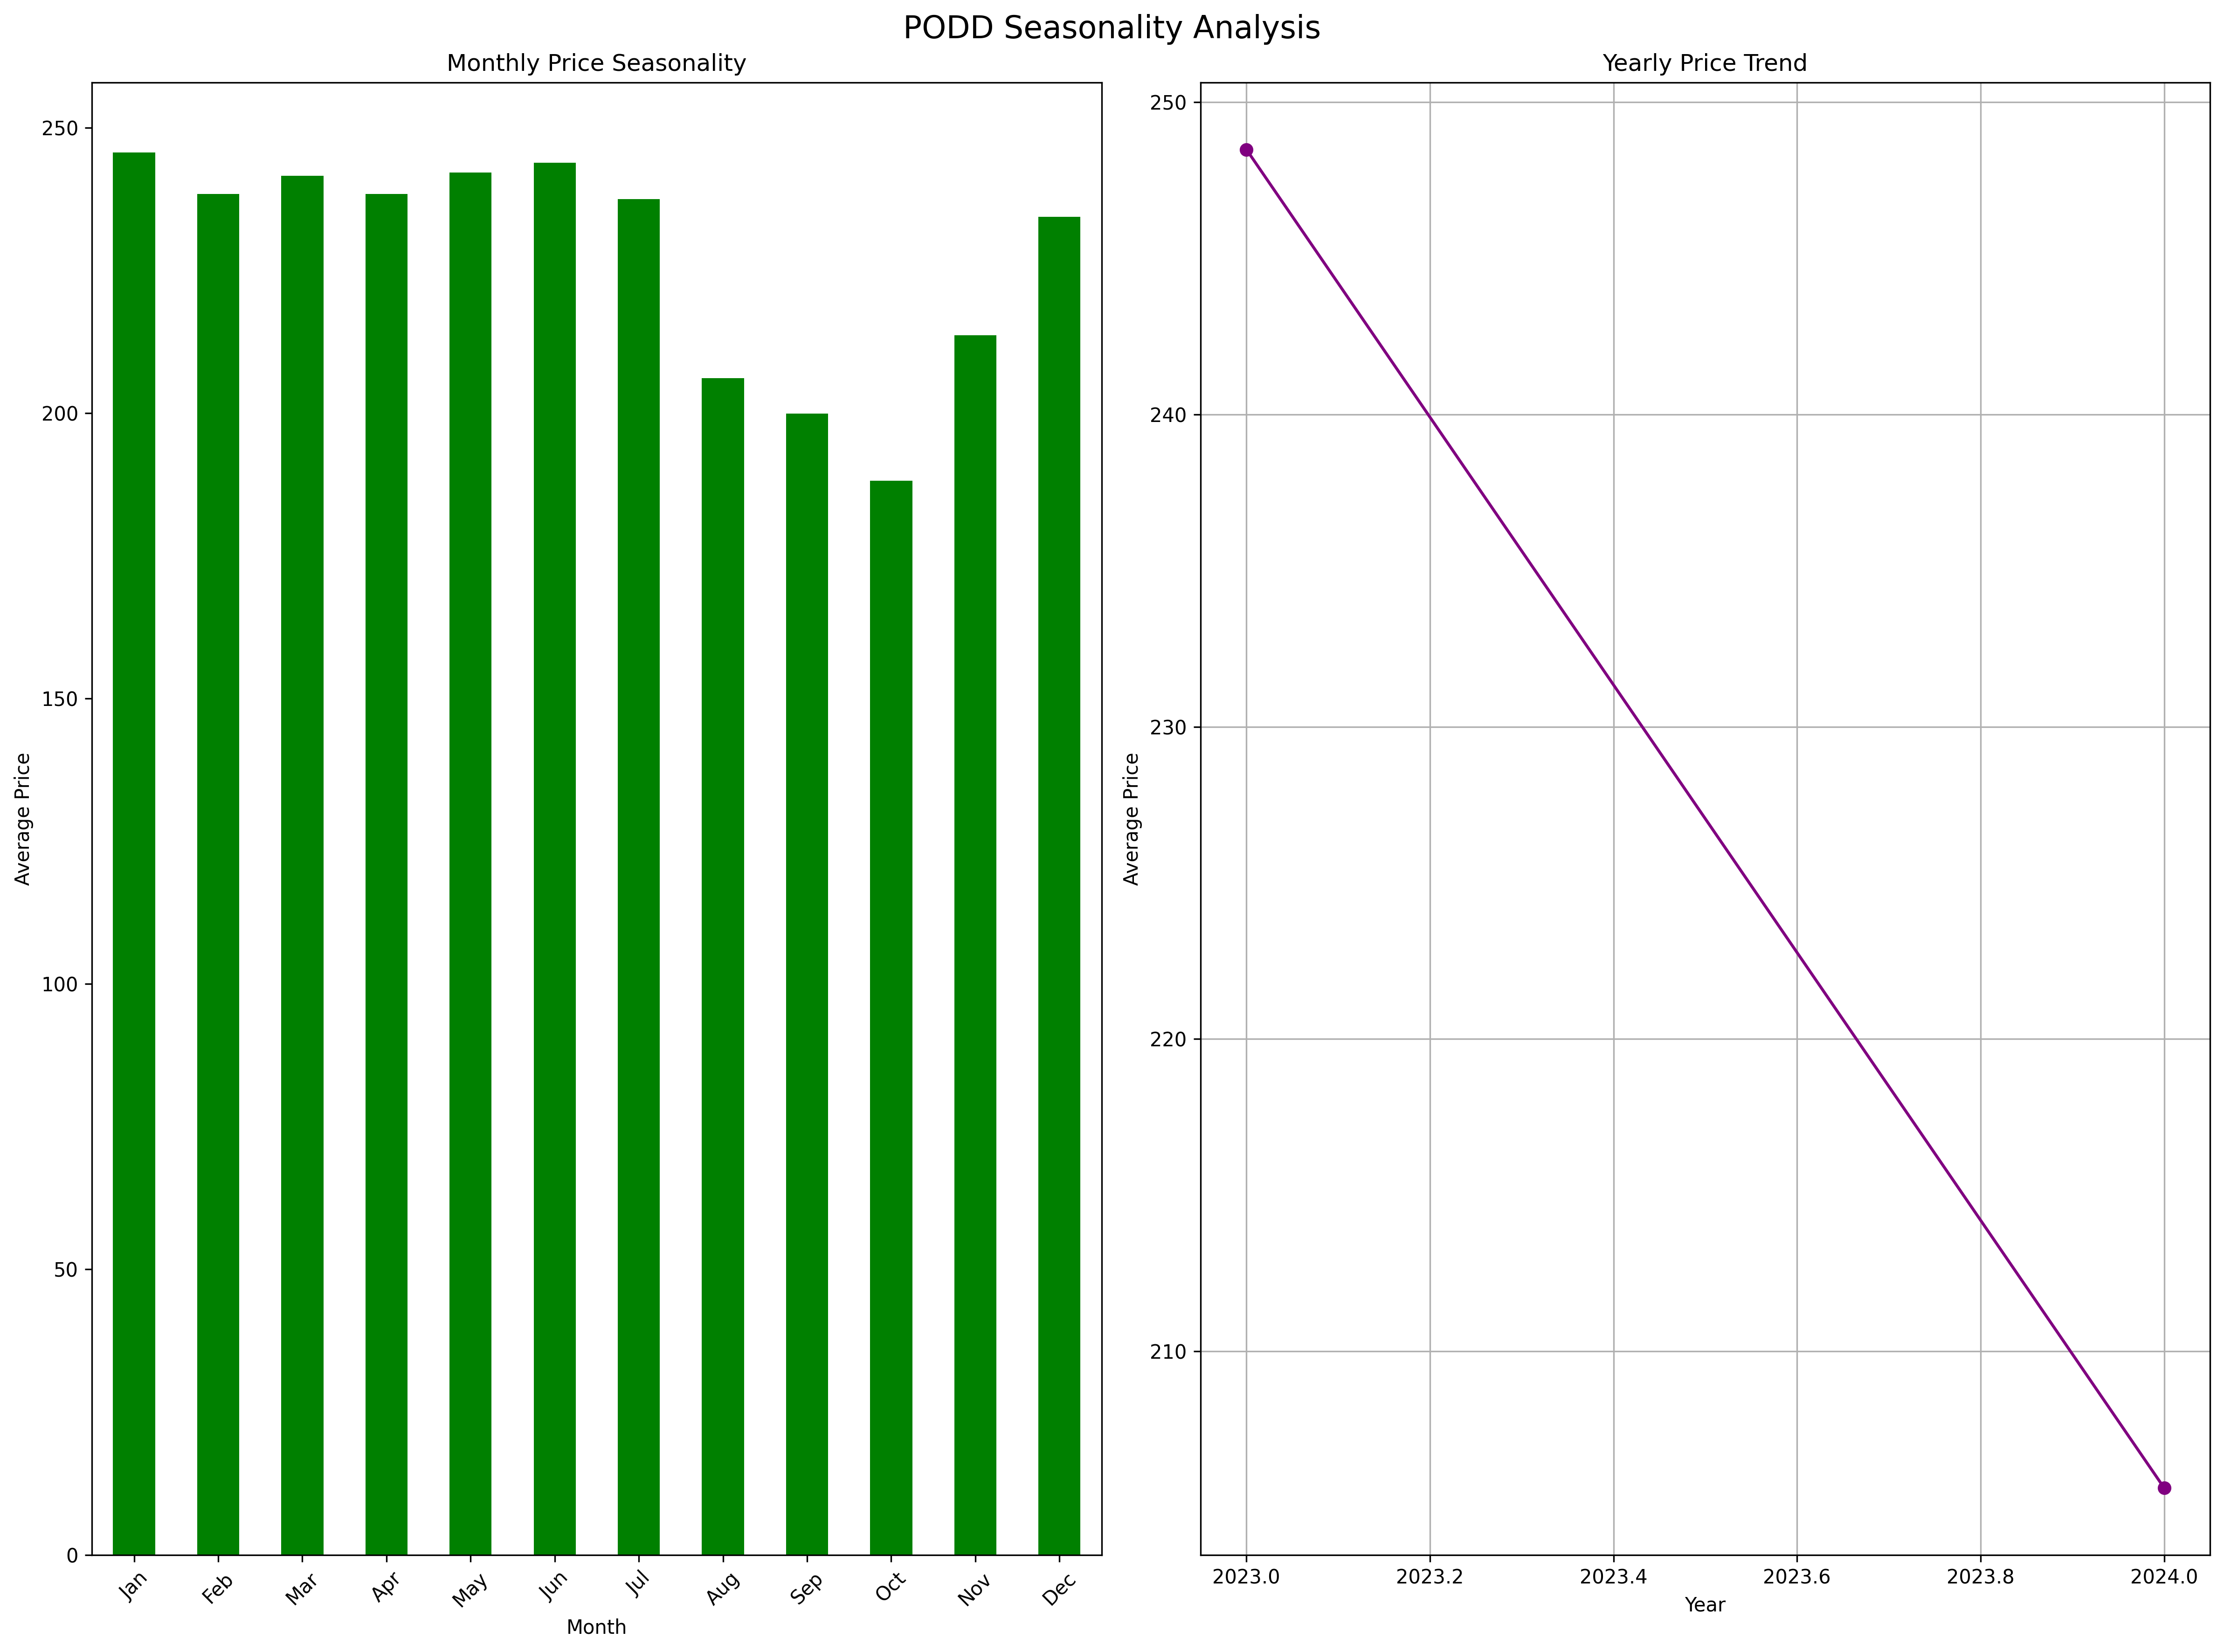 PODD Seasonality Analysis
Monthly Price Seasonality
250
200
150
100
50
0
Average Price
Jan
Feb
Mar
Apr
May
Jun
Jul
Aug
Sep
Oct
Nov
Dec
Month
Yearly Price Trend
250
240
230
220
210
Average Price
2023.0
2023.2
2023.4
2023.6
2023.8
2024.0
Year